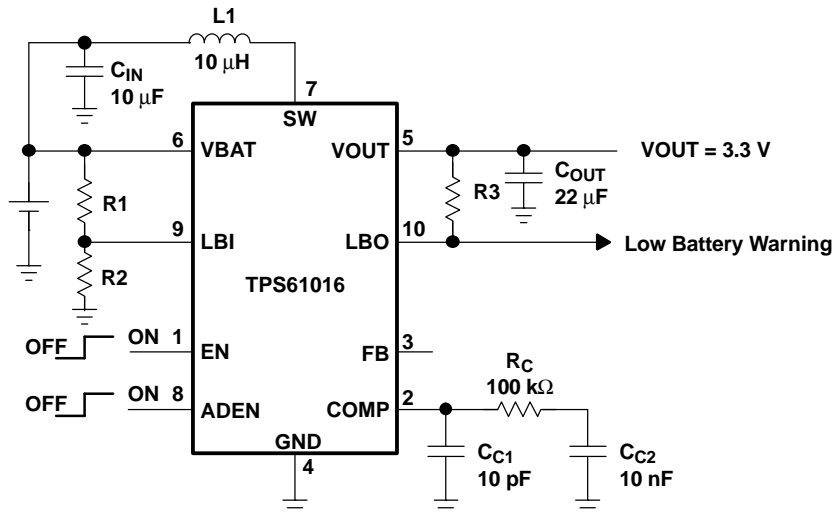 L1
10 μH
CIN
10 μF
7
SW
6
VBAT
VOUT
5
VOUT = 3.3 V
COUT
22 μF
R1
R3
9
LBI
LBO
10
Low Battery Warning
R2
TPS61016
OFF
ON
1
EN
FB
3
RC
100 kΩ
OFF
ON
8
ADEN
COMP
2
GND
4
CC1
10 pF
CC2
10 nF